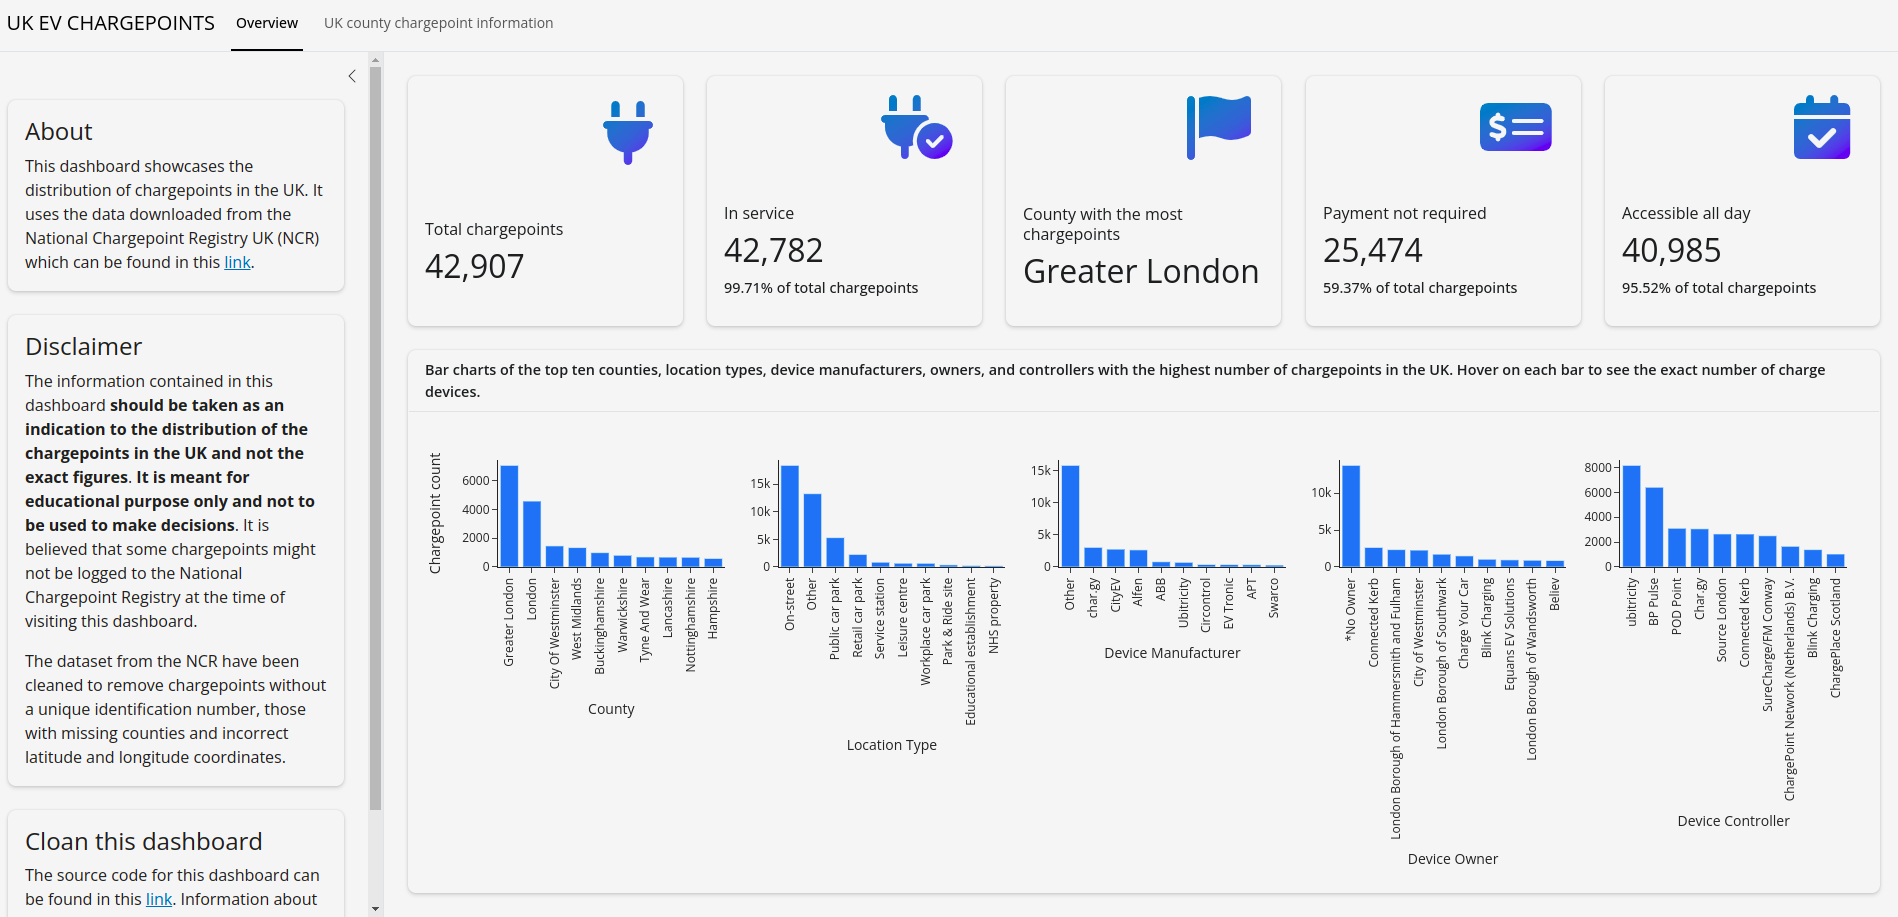 UK EV CHARGEPOINTS
Overview
UK county chargepoint information
About
This dashboard showcases the
distribution of chargepoints in the UK. It
uses the data downloaded from the
National Chargepoint Registry UK (NCR)
which can be found in this link.
Disclaimer
The information contained in this
dashboard should be taken as an
indication to the distribution of the
chargepoints in the UK and not the
exact figures. It is meant for
educational purpose only and not to
be used to make decisions. It is
believed that some chargepoints might
not be logged to the National
Chargepoint Registry at the time of
visiting this dashboard.
The dataset from the NCR have been
cleaned to remove chargepoints without
a unique identification number, those
with missing counties and incorrect
latitude and longitude coordinates.
Cloan this dashboard
The source code for this dashboard can
be found in this link. Information about
Total chargepoints
42,907
In service
42,782
99.71% of total chargepoints
County with the most
chargepoints
Greater London
$
Payment not required
25,474
59.37% of total chargepoints
Accessible all day
40,985
95.52% of total chargepoints
Bar charts of the top ten counties, location types, device manufacturers, owners, and controllers with the highest number of chargepoints in the UK. Hover on each bar to see the exact number of charge
devices.
Chargepoint count
6000
4000
2000
0
Greater London
London
City Of Westminster
West Midlands
Buckinghamshire
Warwickshire
Tyne And Wear
Lancashire
Nottinghamshire
Hampshire
County
15k
10k
5k
0
On-street
Other
Public car park
Retail car park
Service station
Leisure centre
Workplace car park
Park & Ride site
Educational establishment
NHS property
Location Type
15k
10k
5k
0
Other
char.gy
CityEV
Alfen
ABB
Ubitricity
Circontrol
EV Tronic
APT
Swarco
Device Manufacturer
10k
5k
0
*No Owner
Connected Kerb
London Borough of Hammersmith and Fulham
City of Westminster
London Borough of Southwark
Charge Your Car
Blink Charging
Equans EV Solutions
London Borough of Wandsworth
Believ
Device Owner
8000
6000
4000
2000
0
ubitricity
BP Pulse
POD Point
Char.gy
Source London
Connected Kerb
SureCharge/FM Conway
ChargePoint Network (Netherlands) B.V.
Blink Charging
ChargePlace Scotland
Device Controller